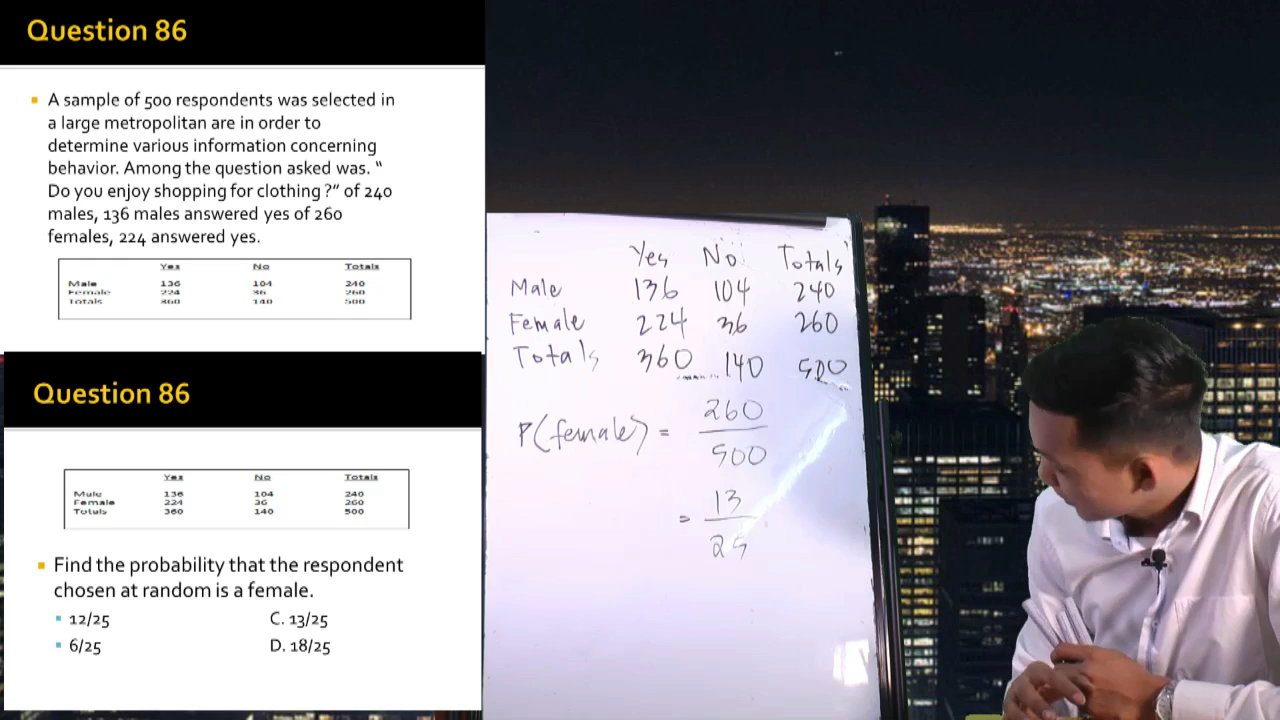 Question 86
A sample of 500 respondents was selected in
a large metropolitan are in order to
determine various information concerning
behavior. Among the question asked was. “
Do you enjoy shopping for clothing ?” of 240
males, 136 males answered yes of 260
females, 224 answered yes.
Yes No Totals
Male 136 104 240
Female 224 36 260
Totals 360 140 500
Question 86
Yes No Totals
Male 136 104 240
Female 224 36 260
Totals 360 140 500
Find the probability that the respondent
chosen at random is a female.
12/25 C. 13/25
6/25 D. 18/25
Yes No Totals
Male 136 104 240
Female 224 36 260
Totals 360 140 500
P(female) = 260
500
= 13
25